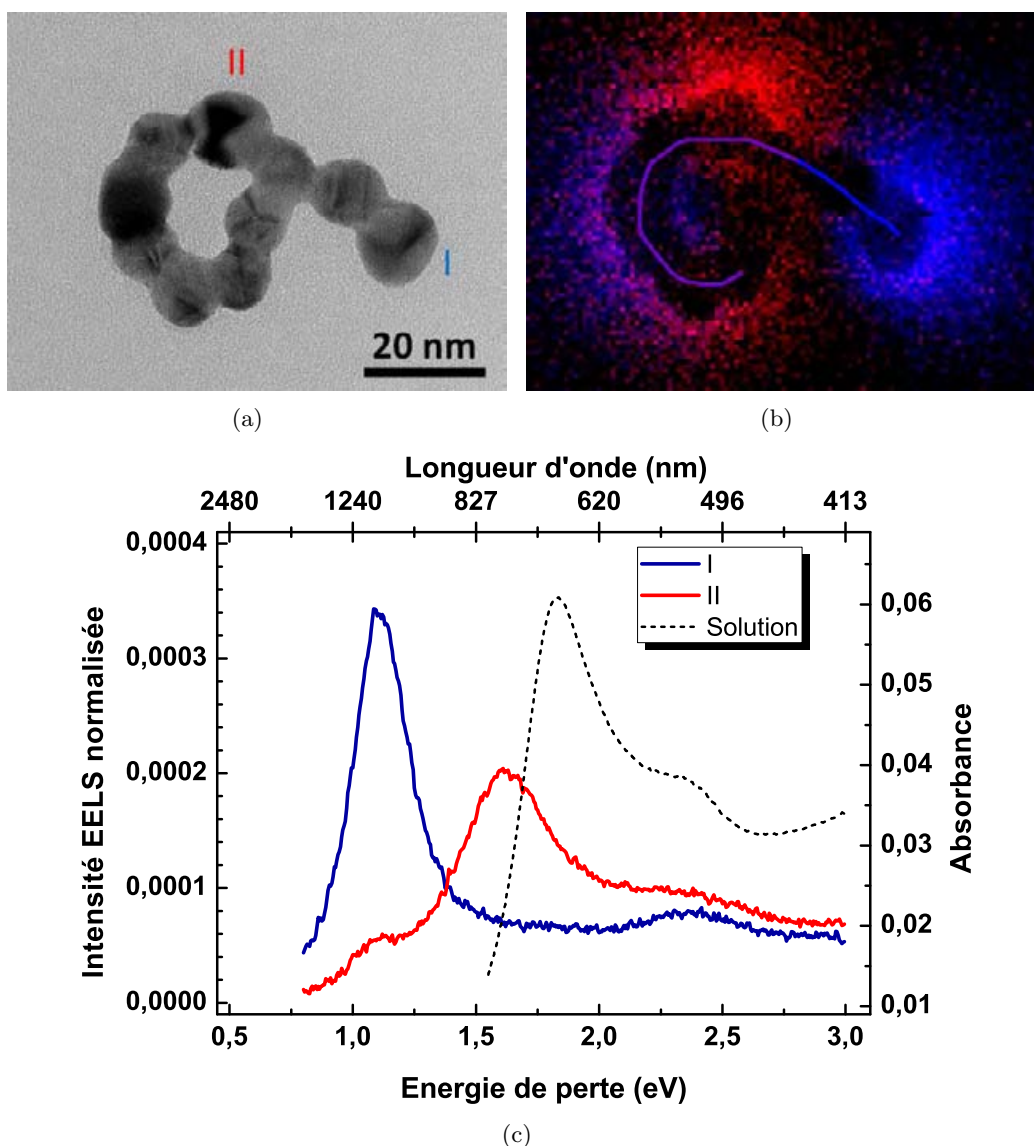 II
I
20 nm
(a)
(b)
Longueur d'onde (nm)
2480 1240 827 620 496 413
0,0004
0,0003
0,0002
0,0001
0,0000
Intensité EELS normalisée
I
II
Solution
0,06
0,05
0,04
0,03
0,02
0,01
Absorbance
0,5 1,0 1,5 2,0 2,5 3,0
Energie de perte (eV)
(c)